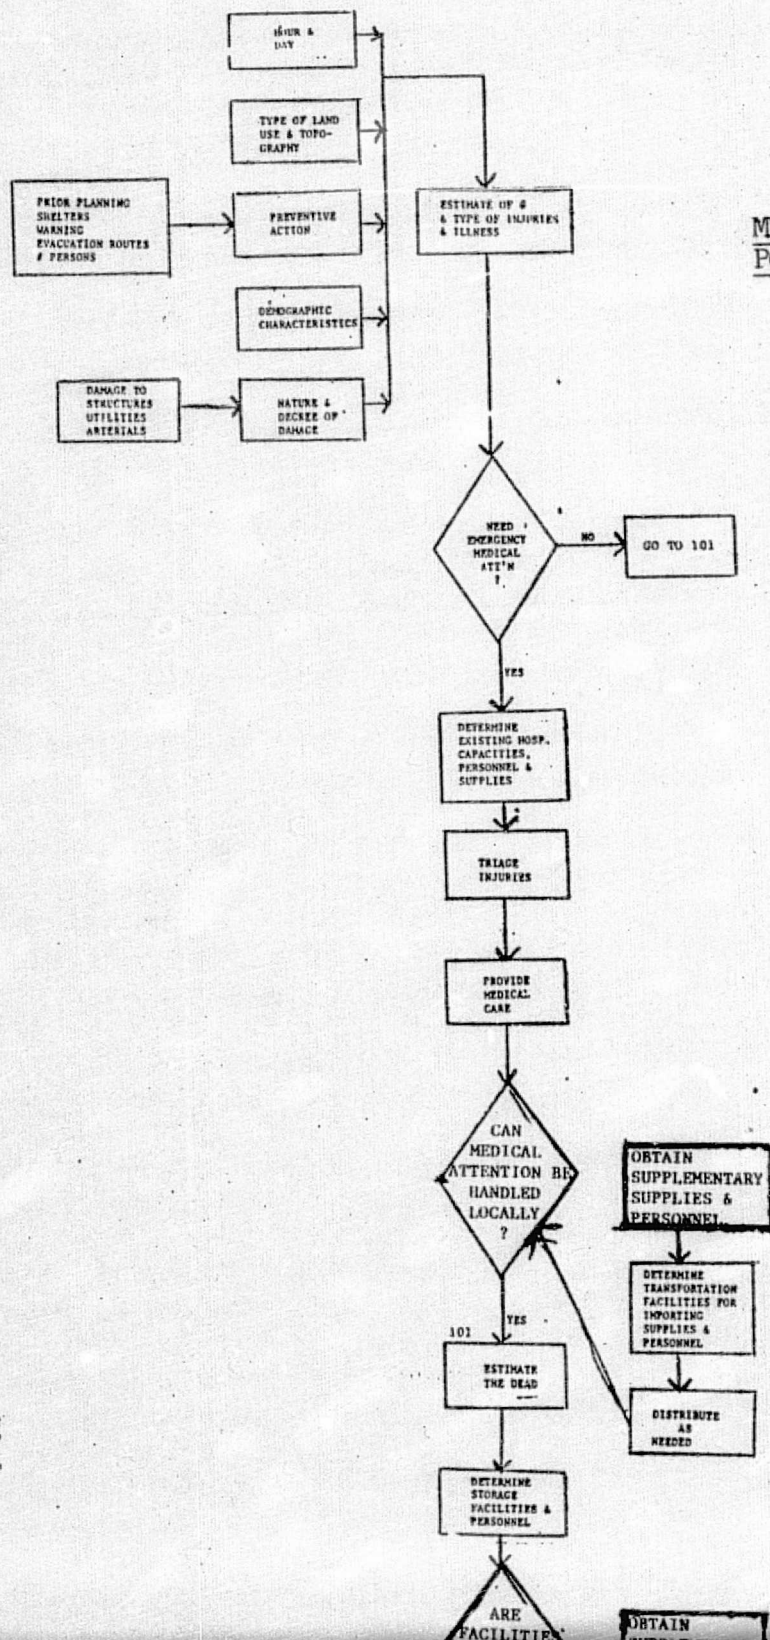 HOUR &
DAY
TYPE OF LAND
USE & TOPO-
GRAPHY
PRIOR PLANNING
SHELTERS
WARNING
EVACUATION ROUTES
# PERSONS
PREVENTIVE
ACTION
ESTIMATE OF #
& TYPE OF INJURIES
& ILLNESS
DEMOGRAPHIC
CHARACTERISTICS
DAMAGE TO
STRUCTURES
UTILITIES
ARTERIALS
NATURE &
DEGREE OF
DAMAGE
NEED
EMERGENCY
MEDICAL
ATT'N
?
NO
GO TO 101
YES
DETERMINE
EXISTING HOSP.
CAPACITIES,
PERSONNEL &
SUPPLIES
TRIAGE
INJURIES
PROVIDE
MEDICAL
CARE
CAN
MEDICAL
ATTENTION BE
HANDLED
LOCALLY
?
OBTAIN
SUPPLEMENTARY
SUPPLIES &
PERSONNEL
DETERMINE
TRANSFORTATION
FACILITIES FOR
IMPORTING
SUPPLIES &
PERSONNEL
DISTRIBUTE
AS
NEEDED
YES
101
ESTIMATE
THE DEAD
DETERMINE
STORAGE
FACILITIES &
PERSONNEL
ARE
FACILITIES
OBTAIN